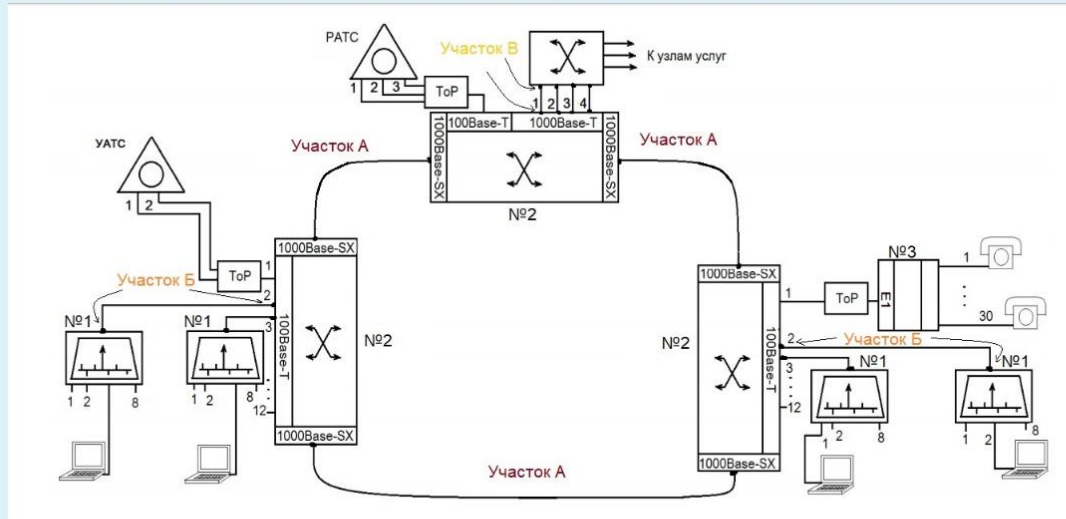 РАТС
1 2 3
ToP
Участок В
К узлам услуг
1 2 3 4
100Base-T
1000Base-T
1000Base-SX
1000Base-SX
№2
Участок А
Участок А
УАТС
1 2
ToP
Участок Б
1000Base-SX
1
2
3
12
100Base-T
№2
1000Base-SX
№1
1 2 8
№1
1 2 8
Участок А
1000Base-SX
1
2
3
12
100Base-T
№2
1000Base-SX
ToP
№3
E1
1
30
Участок Б
№1
1 2 8
№1
1 2 8